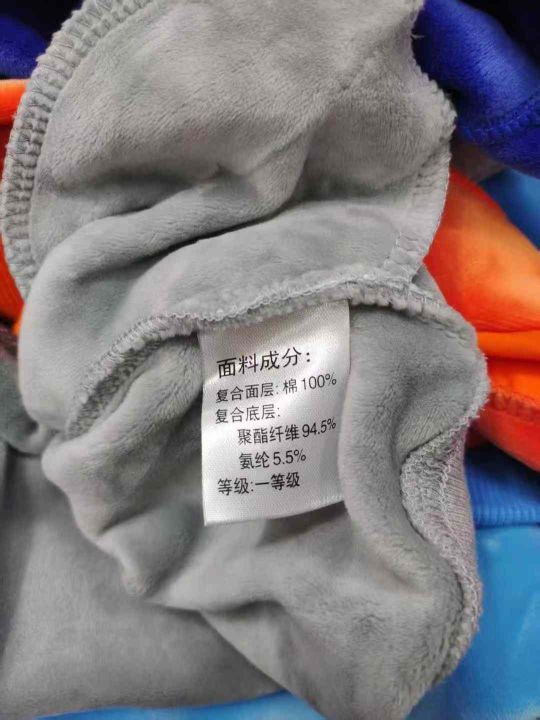 面料成分：
复合面层: 棉100%
复合底层:
聚酯纤维94.5%
氨纶5.5%
等级:一等级